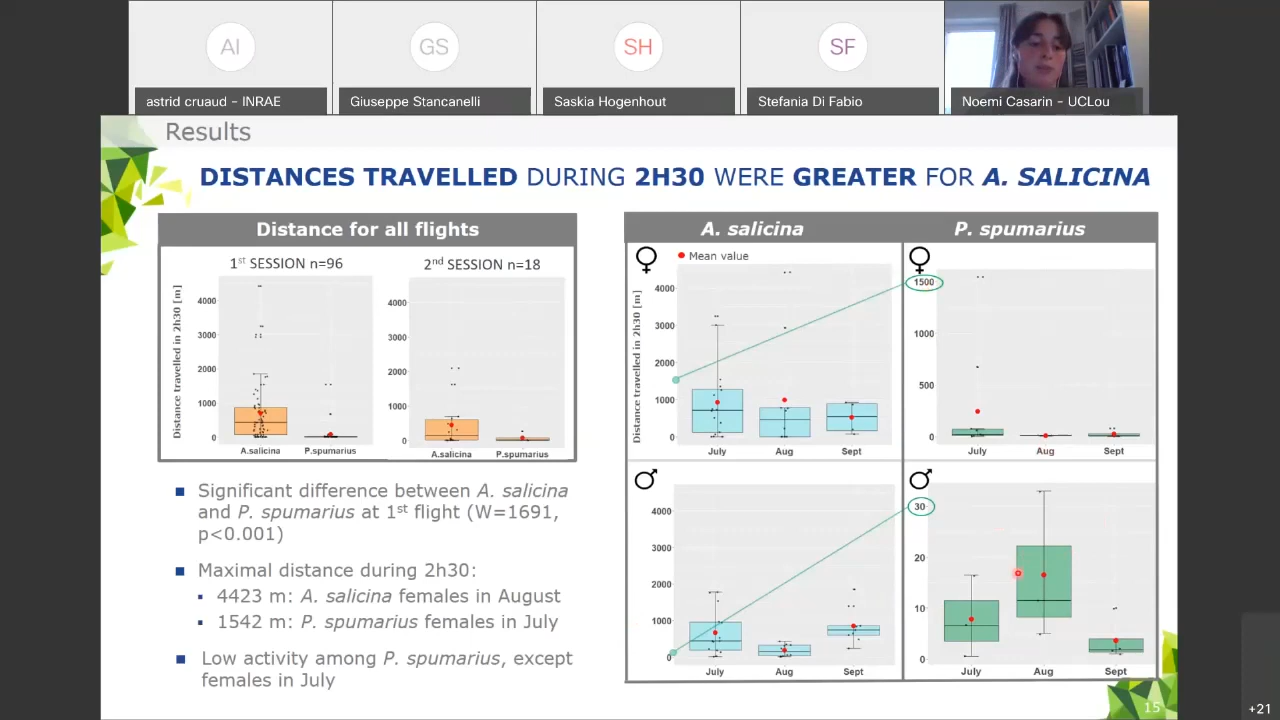 AI
GS
SH
SF
astrid cruaud - INRAE
Giuseppe Stancanelli
Saskia Hogenhout
Stefania Di Fabio
Noemi Casarin - UCLou
Results
DISTANCES TRAVELLED DURING 2H30 WERE GREATER FOR A. SALICINA
Distance for all flights
1st SESSION n=96
2nd SESSION n=18
Distance travelled in 2h30 [m]
4000
3000
2000
1000
0
A.salicina
P.spumarius
4000
3000
2000
1000
0
A.salicina
P.spumarius
Significant difference between A. salicina
and P. spumarius at 1st flight (W=1691,
p<0.001)
Maximal distance during 2h30:
4423 m: A. salicina females in August
1542 m: P. spumarius females in July
Low activity among P. spumarius, except
females in July
A. salicina
P. spumarius
♀
Mean value
Distance travelled in 2h30 [m]
4000
3000
2000
1000
0
July
Aug
Sept
♀
1500
1000
500
0
July
Aug
Sept
♂
4000
3000
2000
1000
0
July
Aug
Sept
♂
30
20
10
0
July
Aug
Sept
15
+21